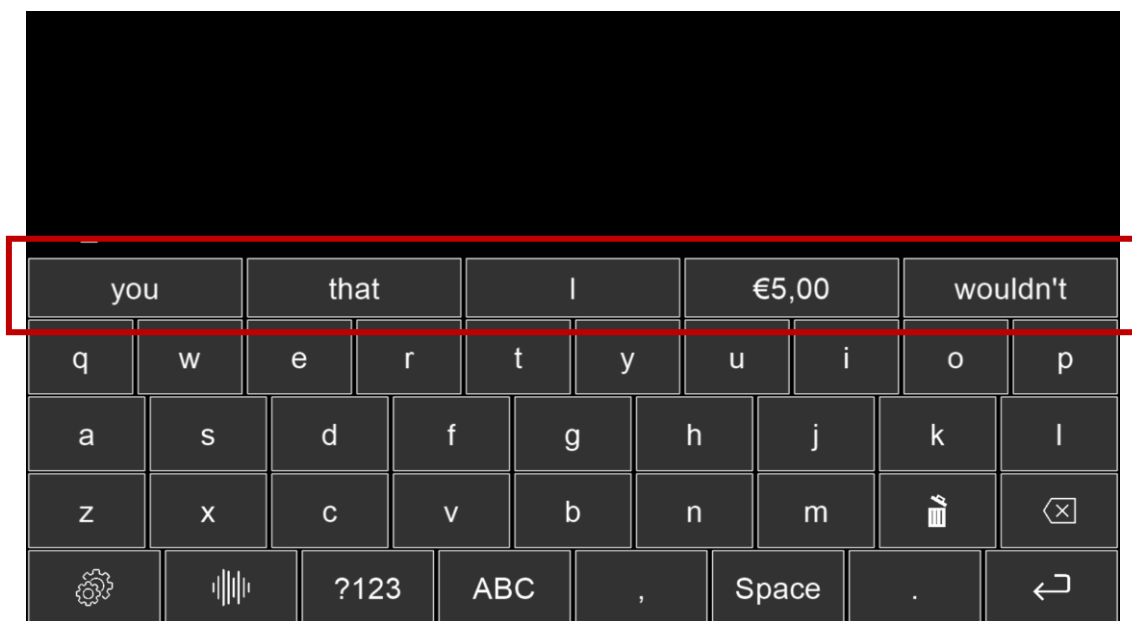 you that I €5,00 wouldn't
q w e r t y u i o p
a s d f g h j k l
z x c v b n m
?123 ABC , Space .